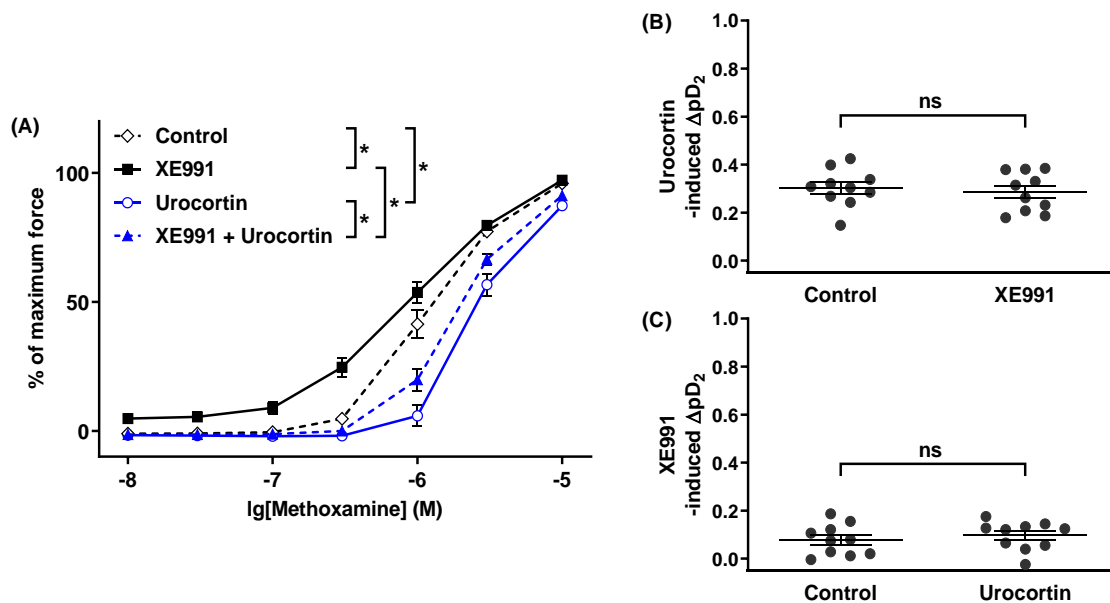 (A)
Control
XE991
Urocortin
XE991 + Urocortin
*
*
*
*
% of maximum force
100
50
0
-8
-7
-6
-5
lg[Methoxamine] (M)
(B)
Urocortin
-induced ΔpD2
1.0
0.8
0.6
0.4
0.2
0.0
ns
Control
XE991
(C)
XE991
-induced ΔpD2
1.0
0.8
0.6
0.4
0.2
0.0
ns
Control
Urocortin